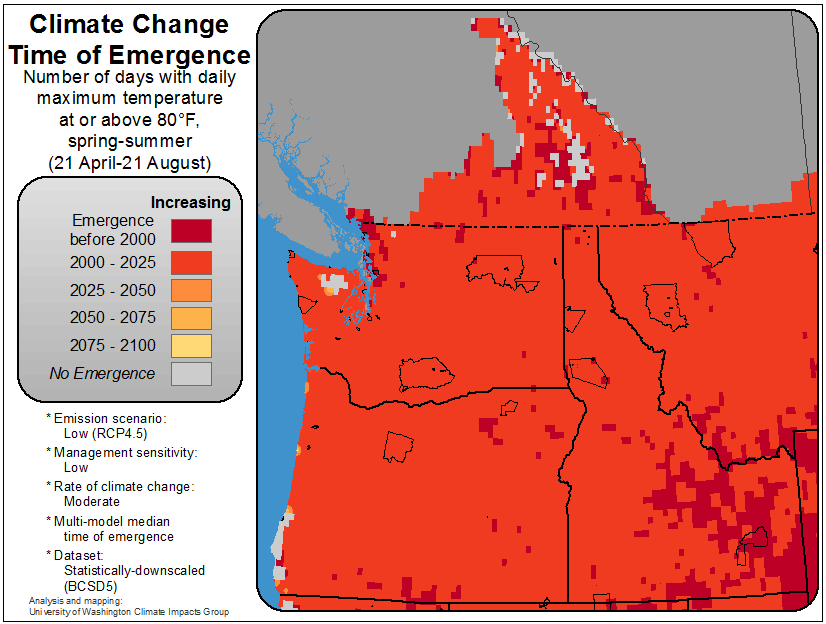 Climate Change
Time of Emergence
Number of days with daily
maximum temperature
at or above 80°F,
spring-summer
(21 April-21 August)
Increasing
Emergence
before 2000
2000 - 2025
2025 - 2050
2050 - 2075
2075 - 2100
No Emergence
* Emission scenario:
Low (RCP4.5)
* Management sensitivity:
Low
* Rate of climate change:
Moderate
* Multi-model median
time of emergence
* Dataset:
Statistically-downscaled
(BCSD5)
Analysis and mapping:
University of Washington Climate Impacts Group